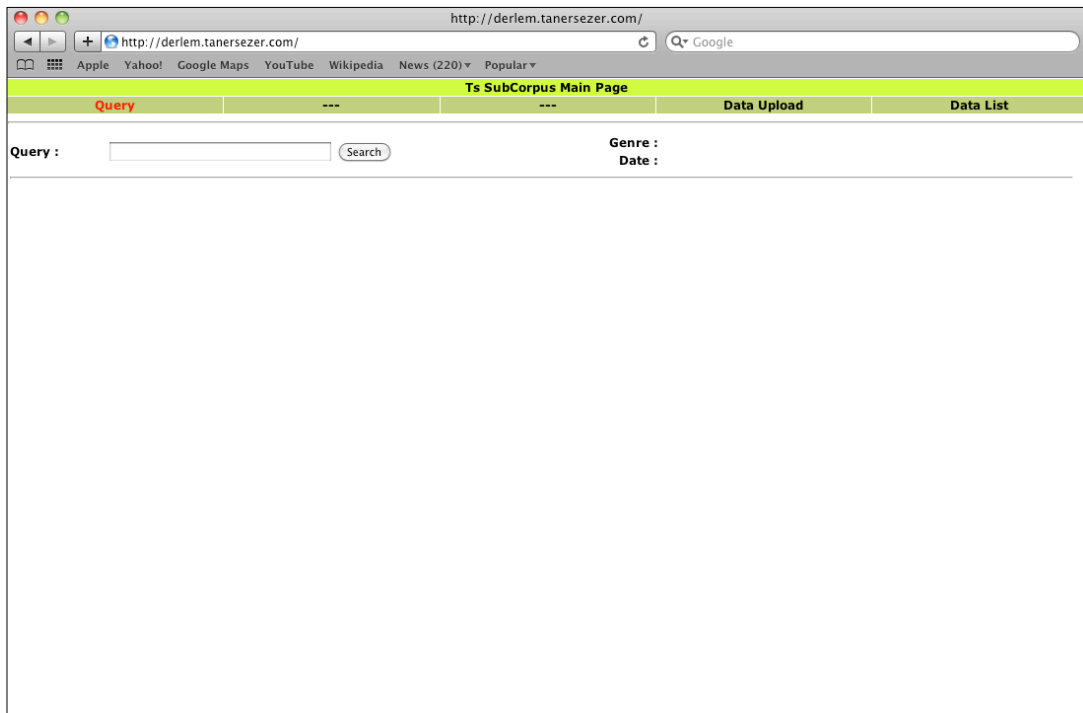 http://derlem.tanersezer.com/
http://derlem.tanersezer.com/ Google
Apple Yahoo! Google Maps YouTube Wikipedia News (220) Popular
Ts SubCorpus Main Page
Query --- --- Data Upload Data List
Query : Search Genre :
Date :